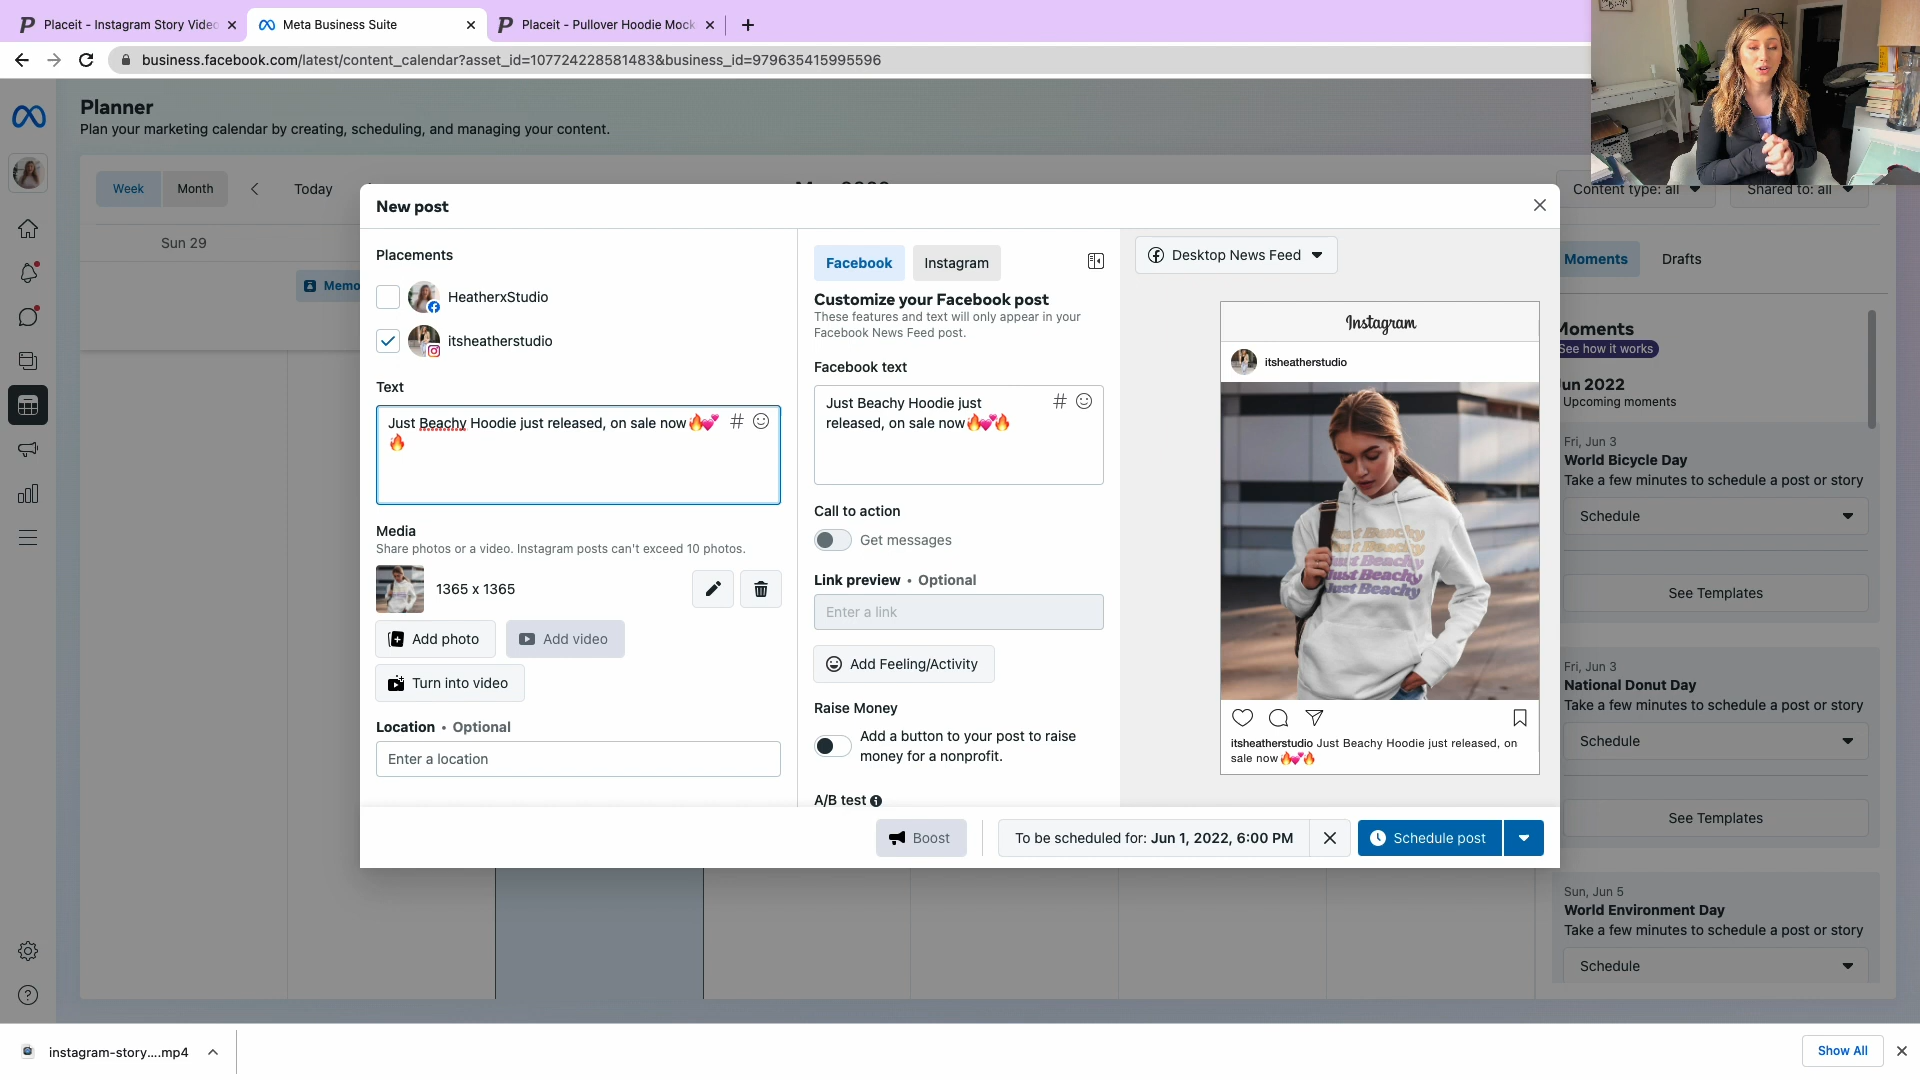 Placeit - Instagram Story Video
Meta Business Suite
Placeit - Pullover Hoodie Mock
business.facebook.com/latest/content_calendar?asset_id=107724228581483&business_id=979635415995596
Planner
Plan your marketing calendar by creating, scheduling, and managing your content.
Week
Month
Today
Content type: all
Shared to: all
Sun 29
Memo
New post
Placements
HeatherxStudio
itsheatherstudio
Text
Just Beachy Hoodie just released, on sale now🔥💕
🔥
Media
Share photos or a video. Instagram posts can't exceed 10 photos.
1365 x 1365
Add photo
Add video
Turn into video
Location • Optional
Enter a location
Facebook
Instagram
Customize your Facebook post
These features and text will only appear in your
Facebook News Feed post.
Facebook text
Just Beachy Hoodie just
released, on sale now🔥💕🔥
Call to action
Get messages
Link preview • Optional
Enter a link
Add Feeling/Activity
Raise Money
Add a button to your post to raise
money for a nonprofit.
A/B test
Desktop News Feed
Instagram
itsheatherstudio
Just Beachy
Just Beachy
Just Beachy
Just Beachy
Just Beachy
itsheatherstudio Just Beachy Hoodie just released, on
sale now🔥💕🔥
Boost
To be scheduled for: Jun 1, 2022, 6:00 PM
Schedule post
Moments
Drafts
Moments
See how it works
Jun 2022
Upcoming moments
Fri, Jun 3
World Bicycle Day
Take a few minutes to schedule a post or story
Schedule
See Templates
Fri, Jun 3
National Donut Day
Take a few minutes to schedule a post or story
Schedule
See Templates
Sun, Jun 5
World Environment Day
Take a few minutes to schedule a post or story
Schedule
instagram-story....mp4
Show All